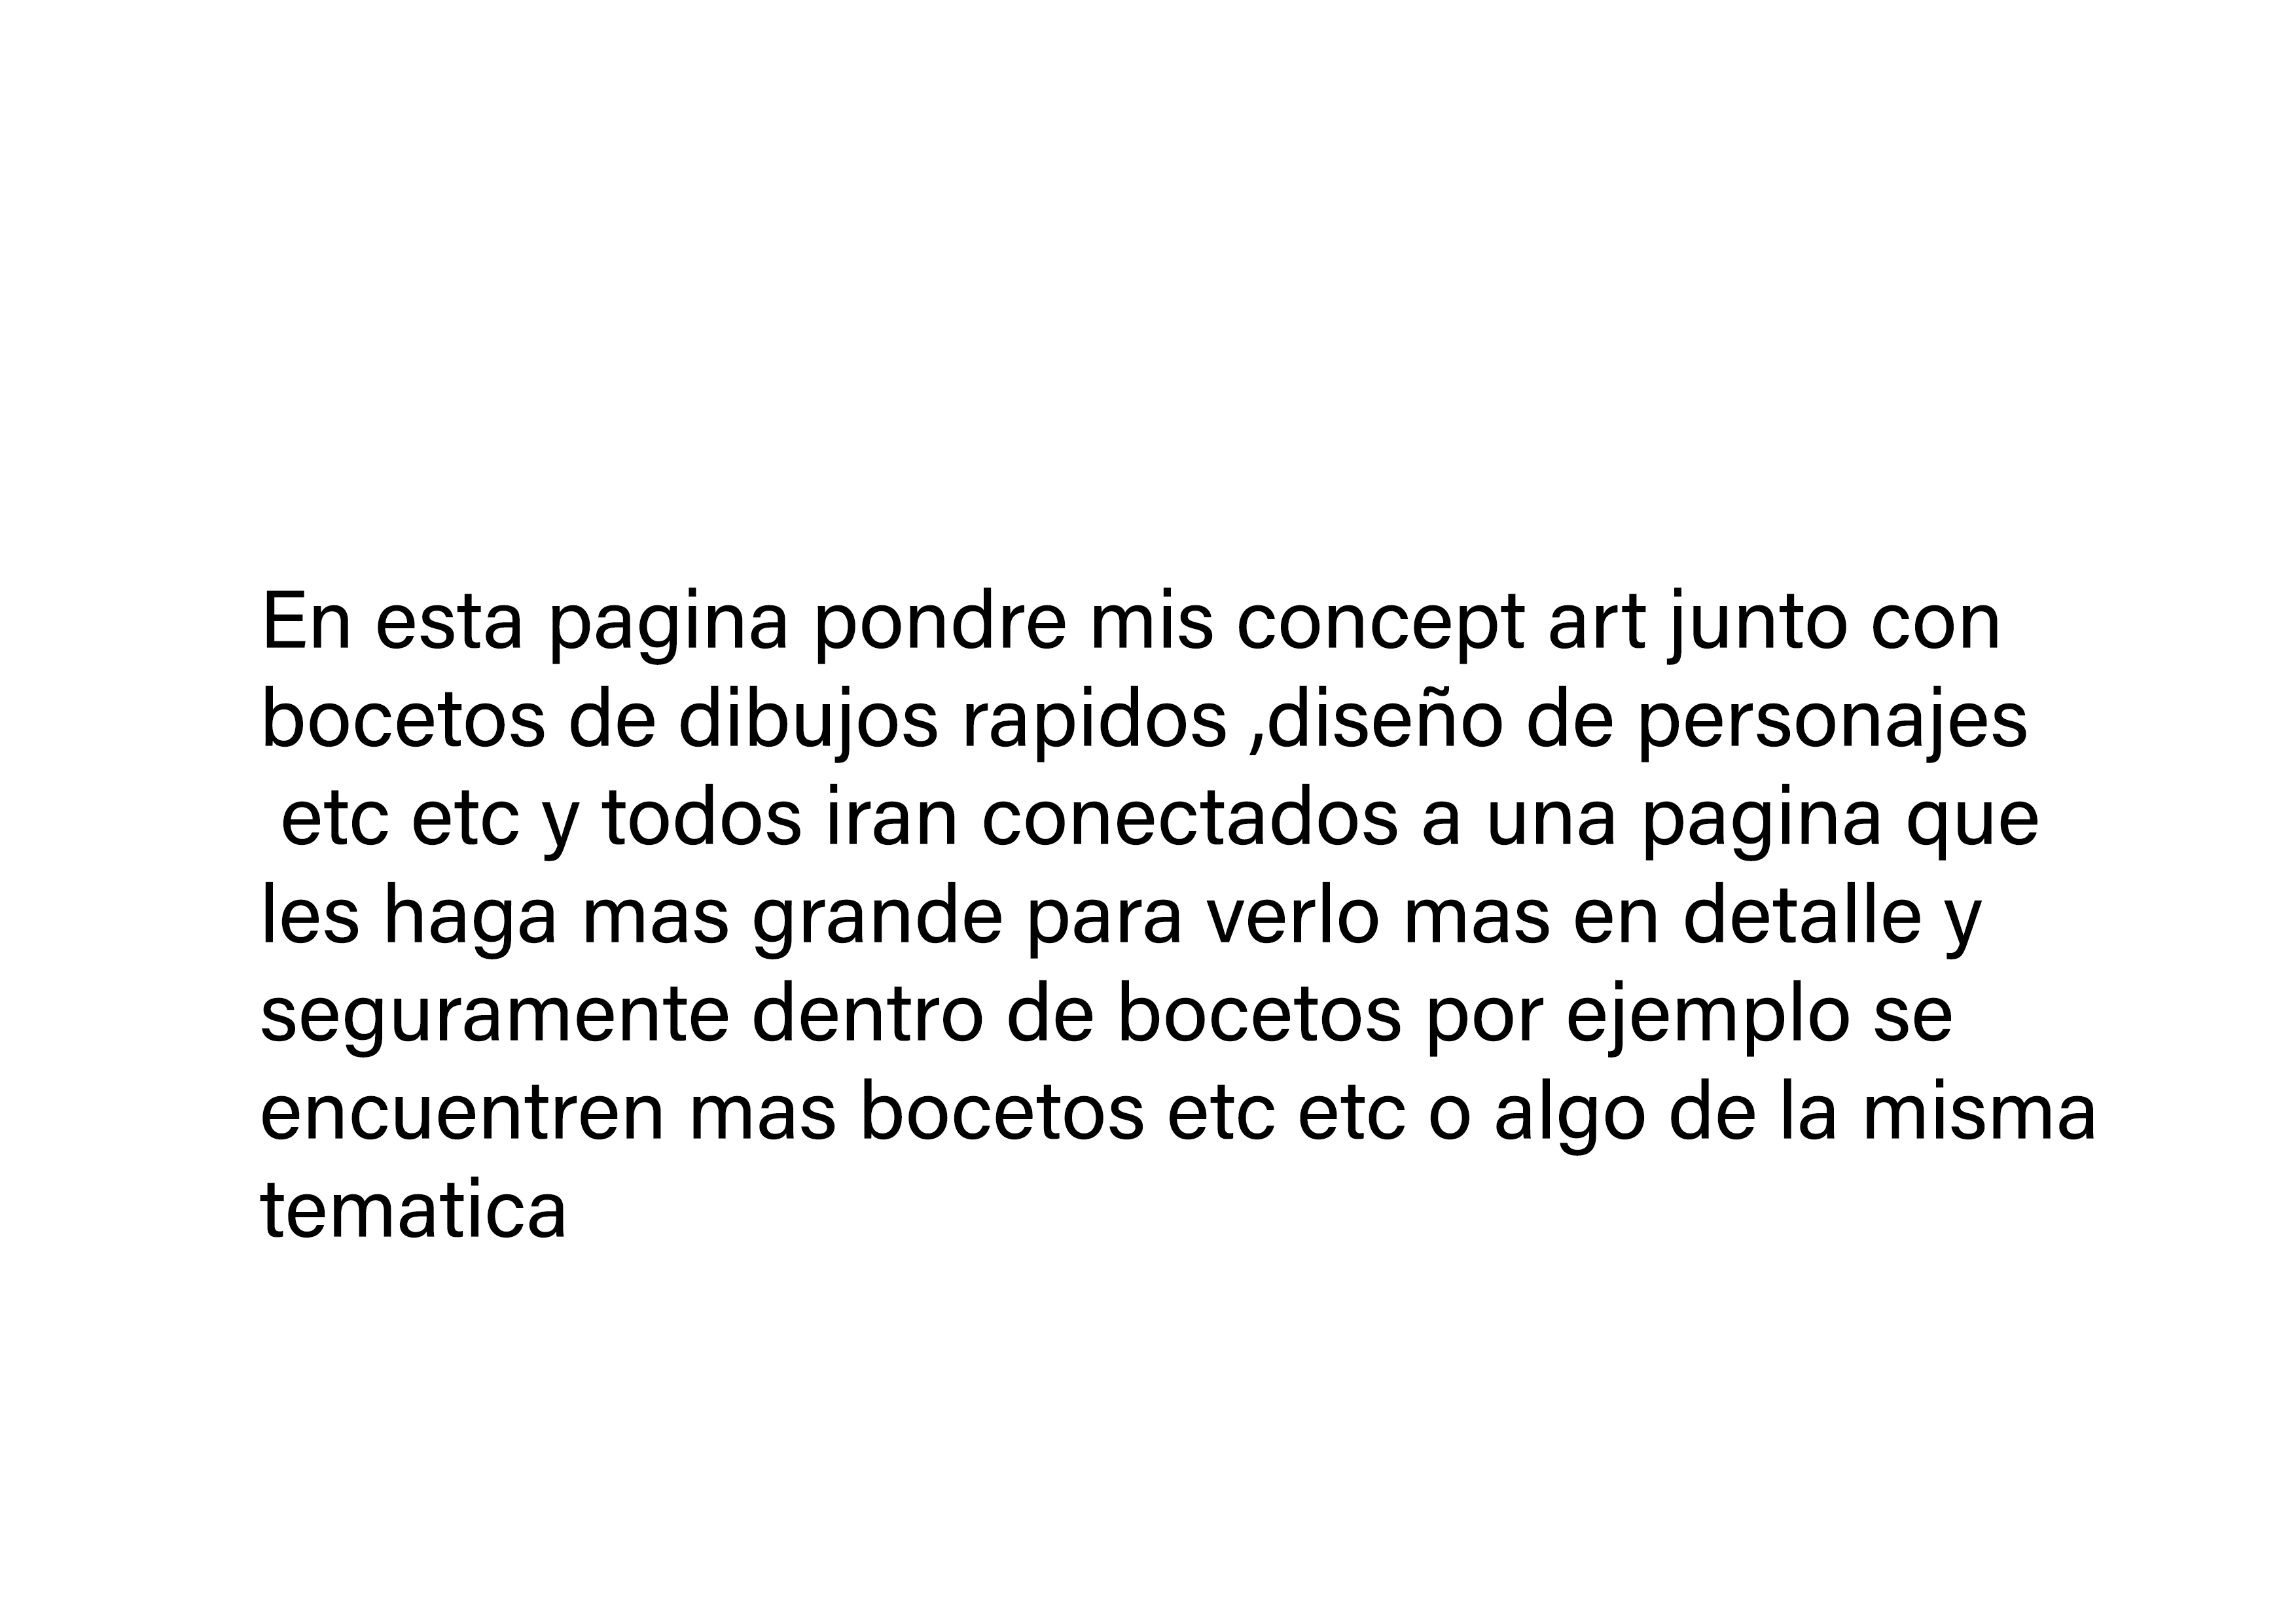 En esta pagina pondre mis concept art junto con
bocetos de dibujos rapidos ,diseño de personajes
etc etc y todos iran conectados a una pagina que
les haga mas grande para verlo mas en detalle y
seguramente dentro de bocetos por ejemplo se
encuentren mas bocetos etc etc o algo de la misma
tematica